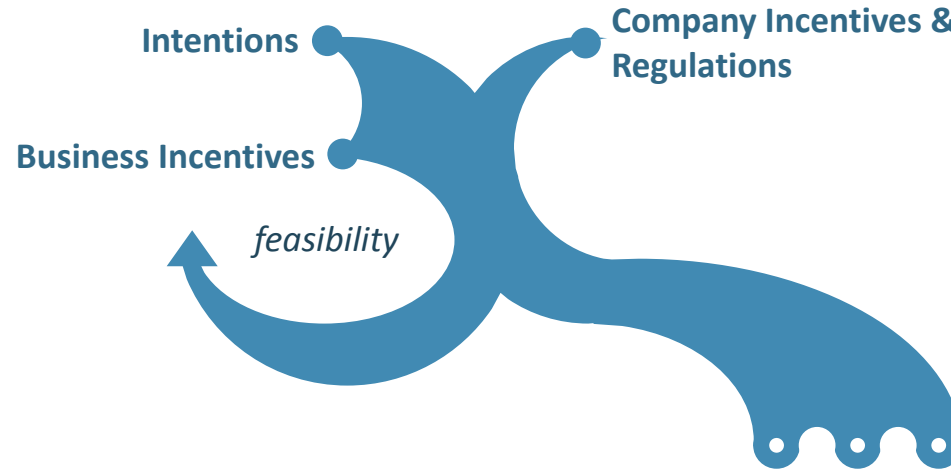 Intentions
Company Incentives &
Regulations
Business Incentives
feasibility